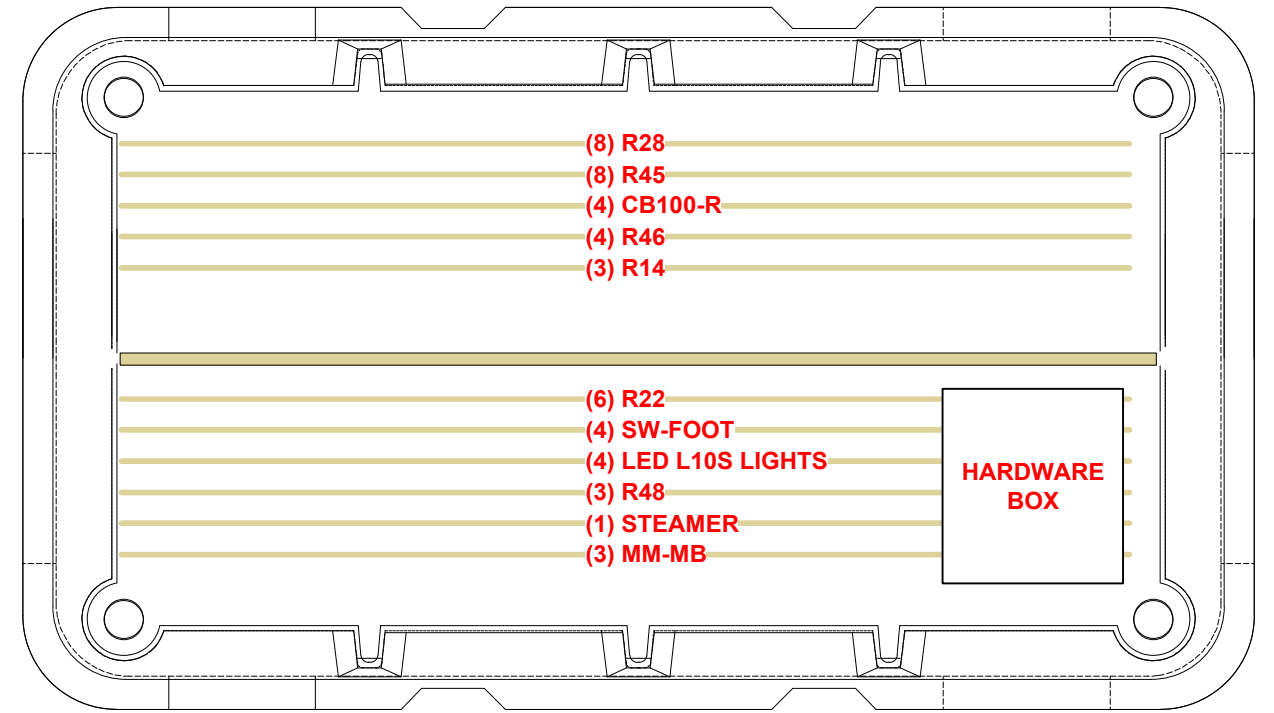 (8) R28
(8) R45
(4) CB100-R
(4) R46
(3) R14
(6) R22
(4) SW-FOOT
(4) LED L10S LIGHTS
(3) R48
(1) STEAMER
(3) MM-MB
HARDWARE
BOX